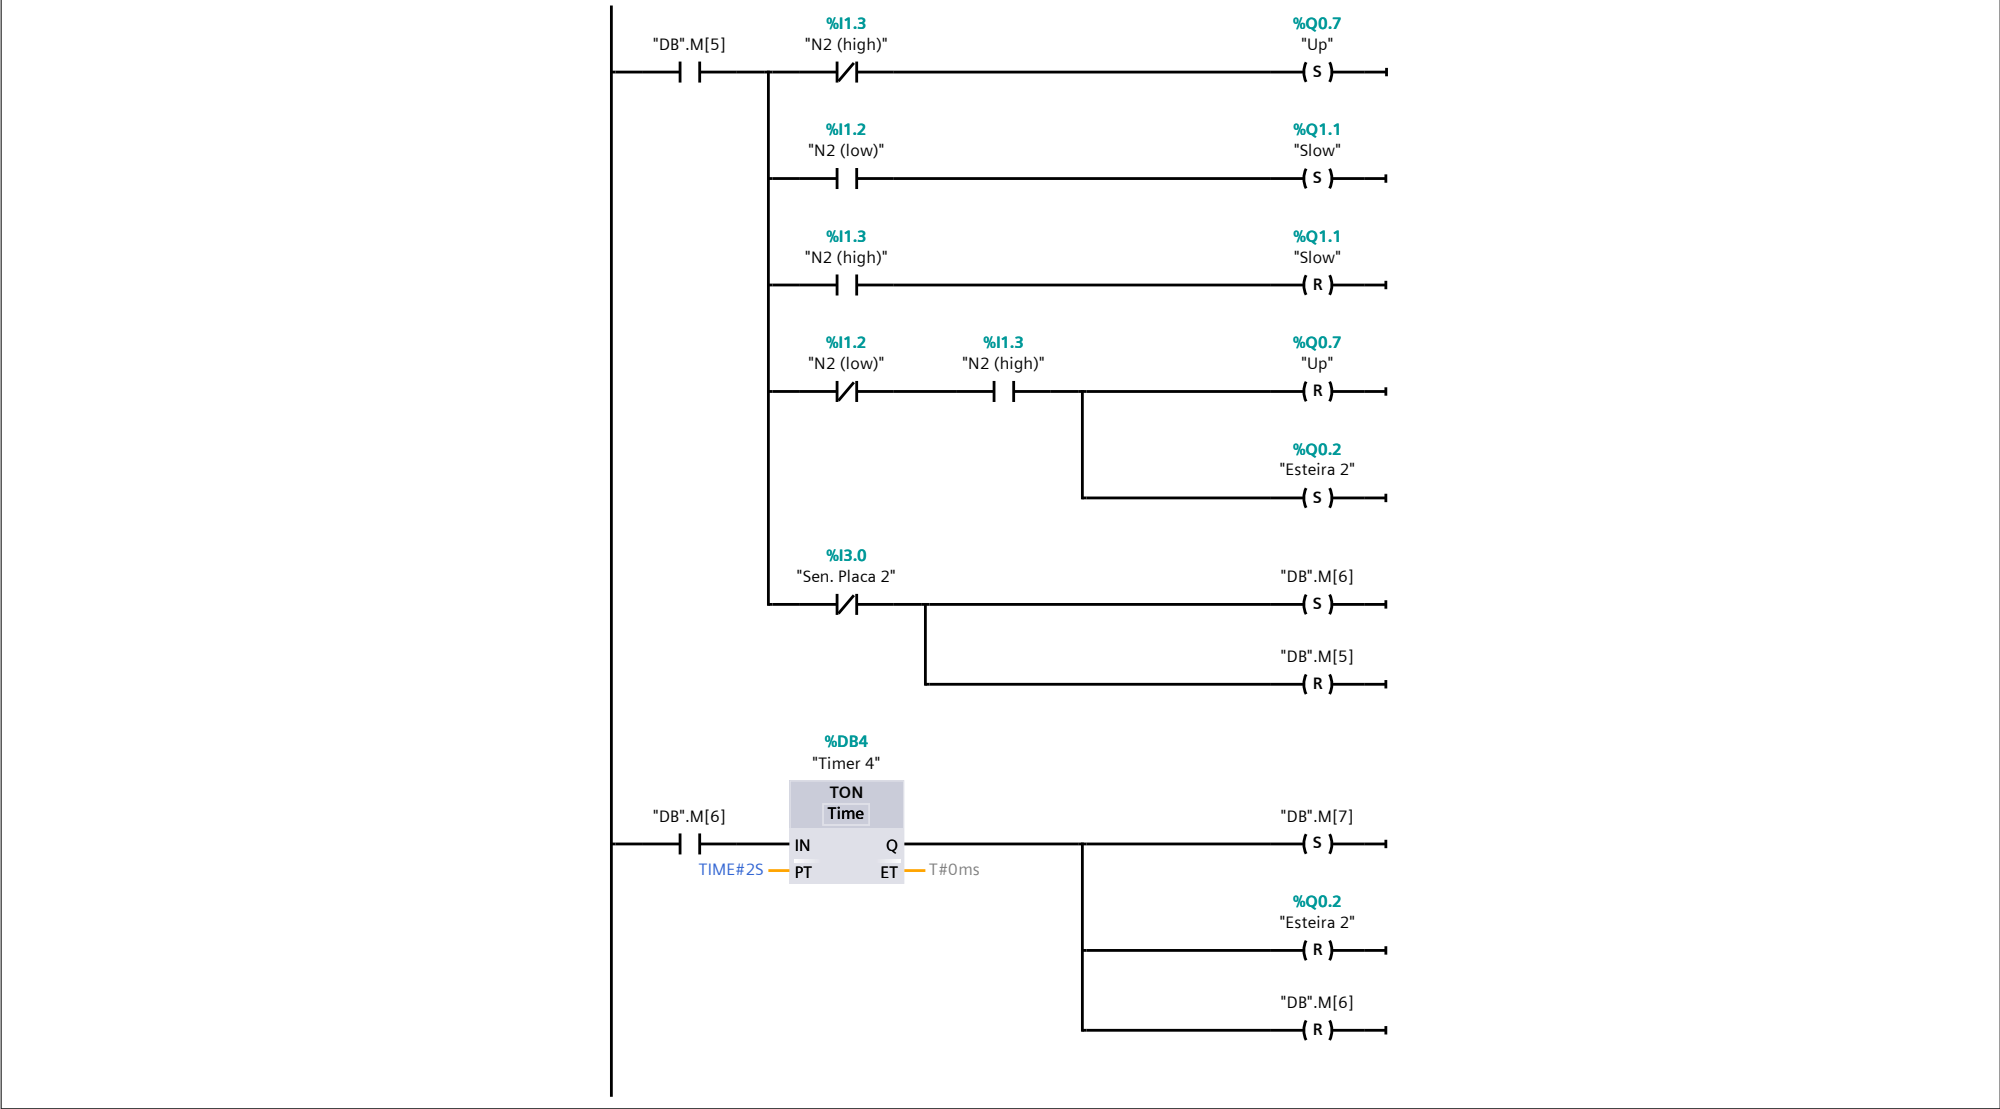 %I1.3
%Q0.7
"DB".M[5]
"N2 (high)"
"Up"
S
%I1.2
%Q1.1
"N2 (low)"
"Slow"
S
%I1.3
%Q1.1
"N2 (high)"
"Slow"
R
%I1.2
%I1.3
%Q0.7
"N2 (low)"
"N2 (high)"
"Up"
R
%Q0.2
"Esteira 2"
S
%I3.0
"Sen. Placa 2"
"DB".M[6]
S
"DB".M[5]
R
%DB4
"Timer 4"
TON
Time
"DB".M[6]
"DB".M[7]
IN
Q
S
TIME#2S
PT
ET
T#0ms
%Q0.2
"Esteira 2"
R
"DB".M[6]
R